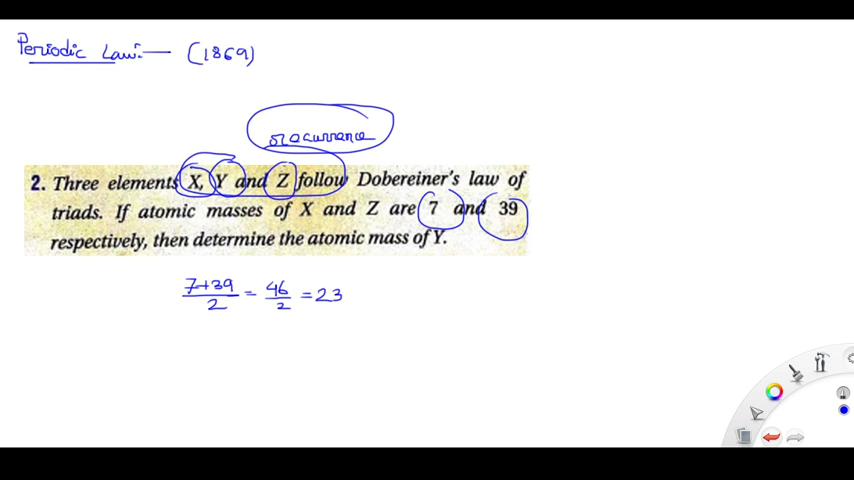 Periodic Law:— (1869)
recurrence
2. Three elements X, Y and Z follow Dobereiner's law of
triads. If atomic masses of X and Z are 7 and 39
respectively, then determine the atomic mass of Y.
7+39/2 = 46/2 = 23